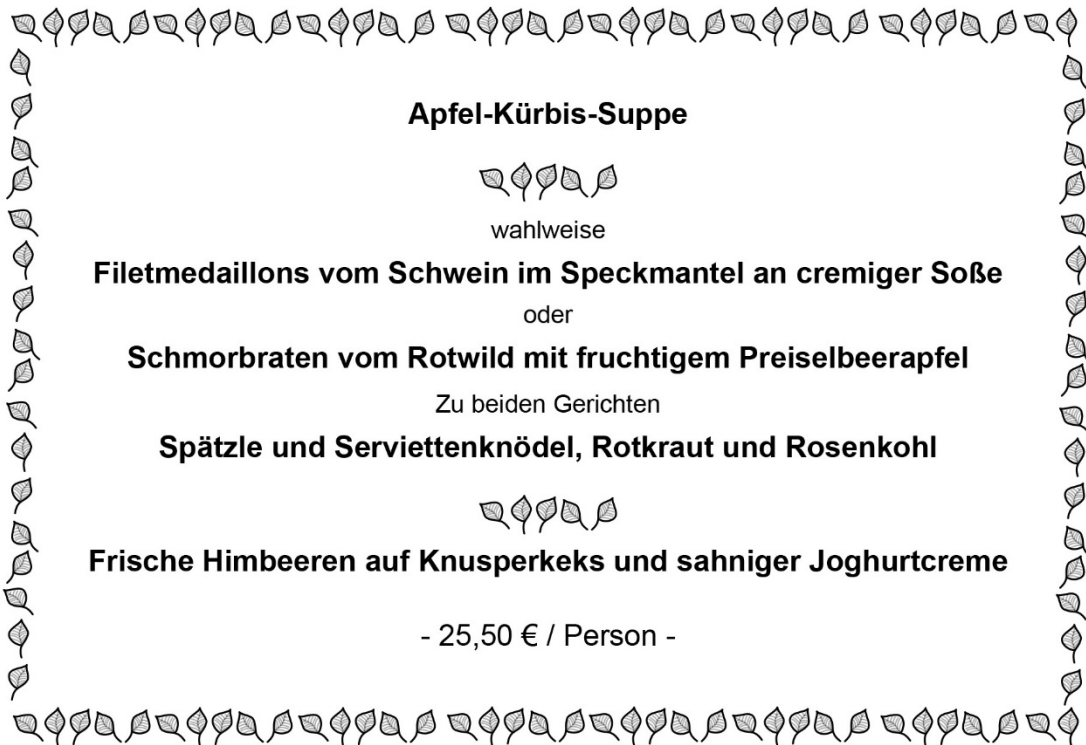 Apfel-Kürbis-Suppe
wahlweise
Filetmedaillons vom Schwein im Speckmantel an cremiger Soße
oder
Schmorbraten vom Rotwild mit fruchtigem Preiselbeerapfel
Zu beiden Gerichten
Spätzle und Serviettenknödel, Rotkraut und Rosenkohl
Frische Himbeeren auf Knusperkeks und sahniger Joghurtcreme
- 25,50 € / Person -